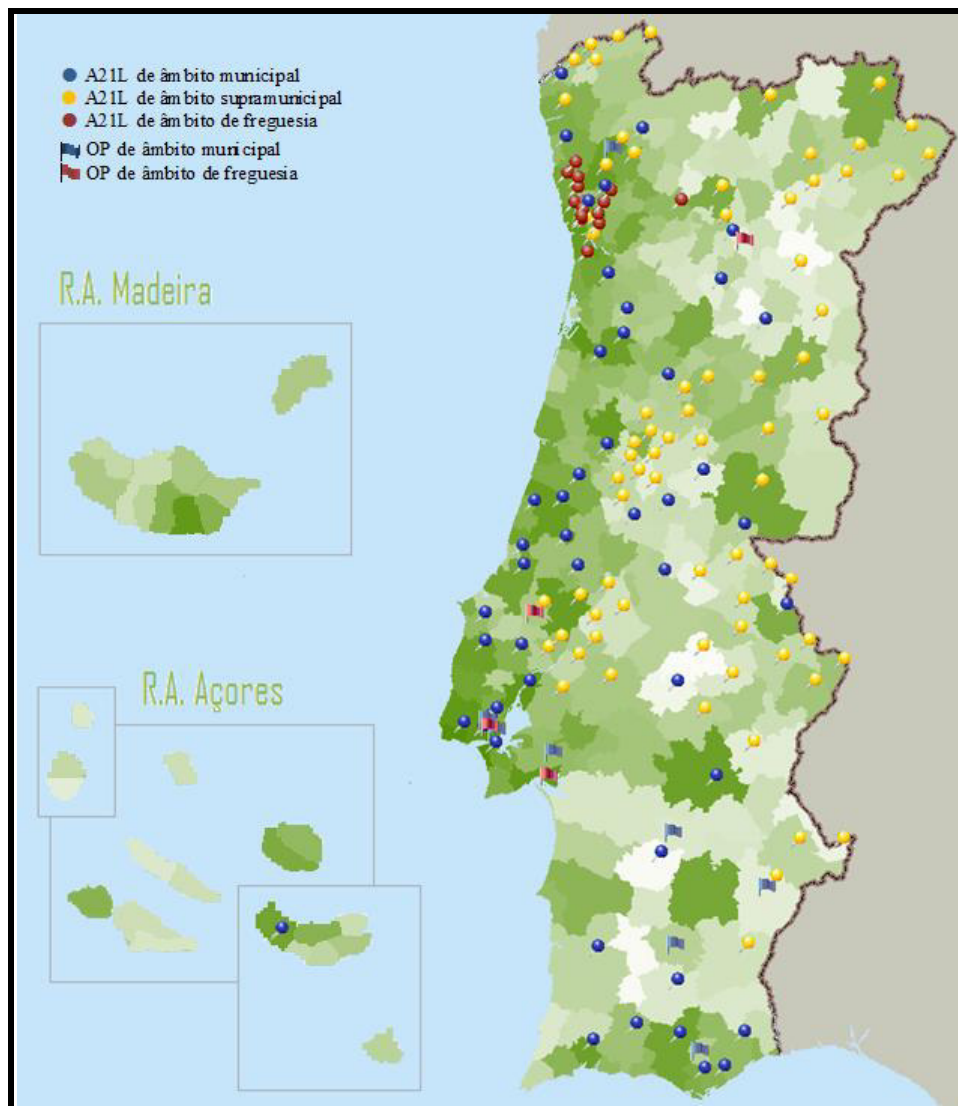 A21L de âmbito municipal
A21L de âmbito supramunicipal
A21L de âmbito de freguesia
OP de âmbito municipal
OP de âmbito de freguesia
R.A. Madeira
R.A. Açores